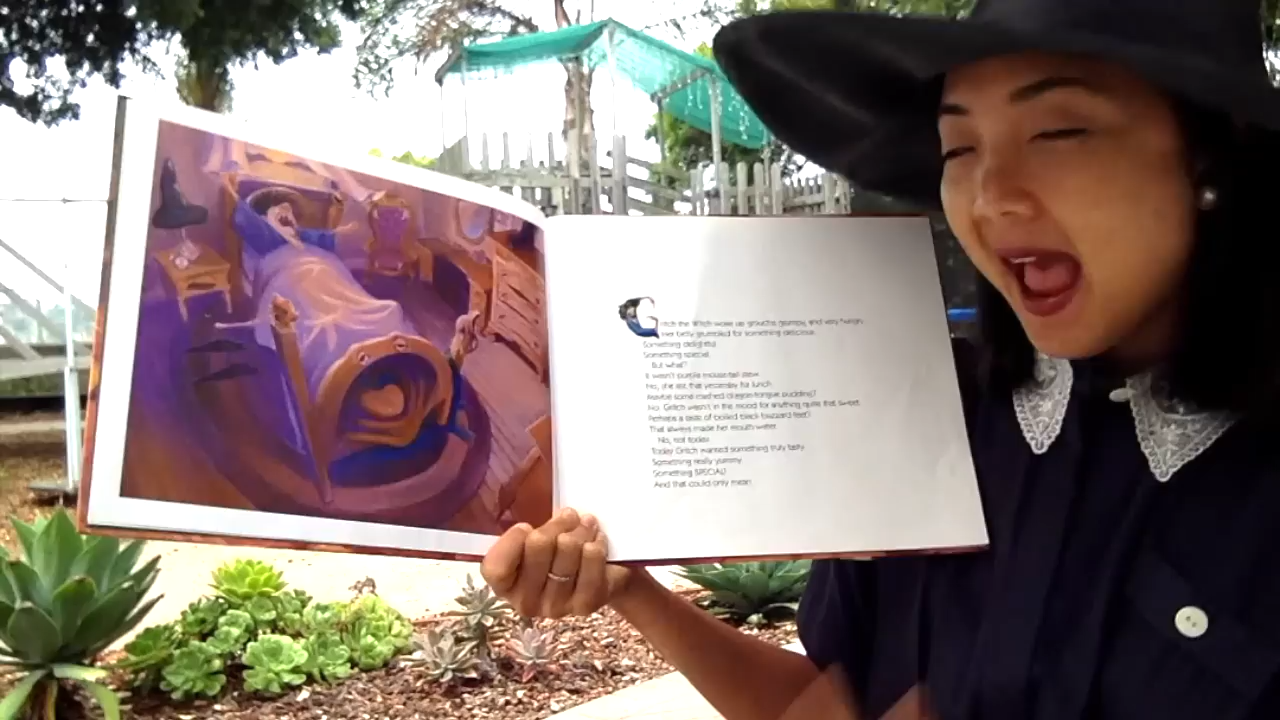 Gritch the Witch woke up grouchy, grumpy, and very hungry.
Her belly grumbled for something delicious.
Something delightful.
Something special.
But what?
It wasn't purple mouse-tail stew.
No, she ate that yesterday for lunch.
Maybe some mashed dragon-tongue pudding?
No. Gritch wasn't in the mood for anything quite that sweet.
Perhaps a taste of boiled black buzzard feet?
That always made her mouth water.
No, not today.
Today Gritch wanted something truly tasty.
Something really yummy.
Something SPECIAL!
And that could only mean